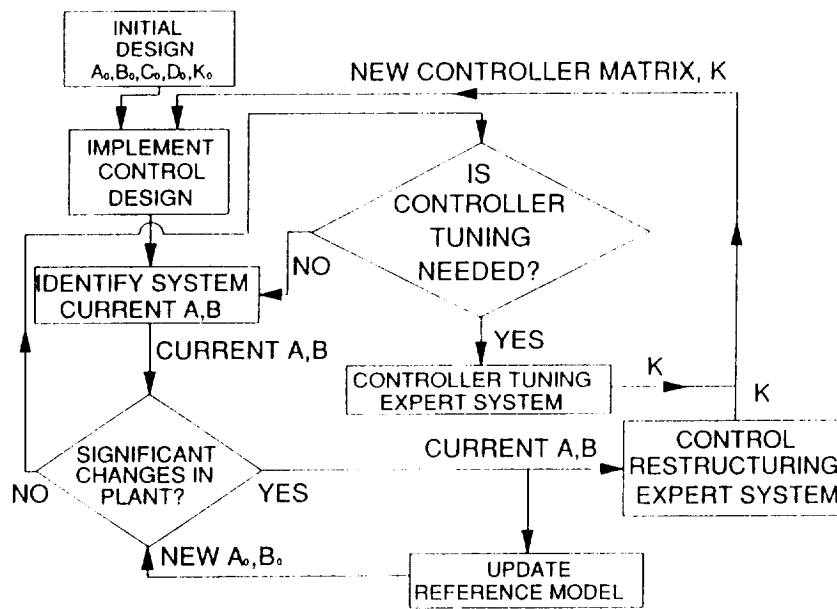 INITIAL
DESIGN
A₀,B₀,C₀,D₀,K₀
NEW CONTROLLER MATRIX, K
IMPLEMENT
CONTROL
DESIGN
IS
CONTROLLER
TUNING
NEEDED?
NO
IDENTIFY SYSTEM
CURRENT A,B
YES
CURRENT A,B
CONTROLLER TUNING
EXPERT SYSTEM
K
K
SIGNIFICANT
CHANGES IN
PLANT?
NO
YES
CURRENT A,B
CONTROL
RESTRUCTURING
EXPERT SYSTEM
NEW A₀,B₀
UPDATE
REFERENCE MODEL